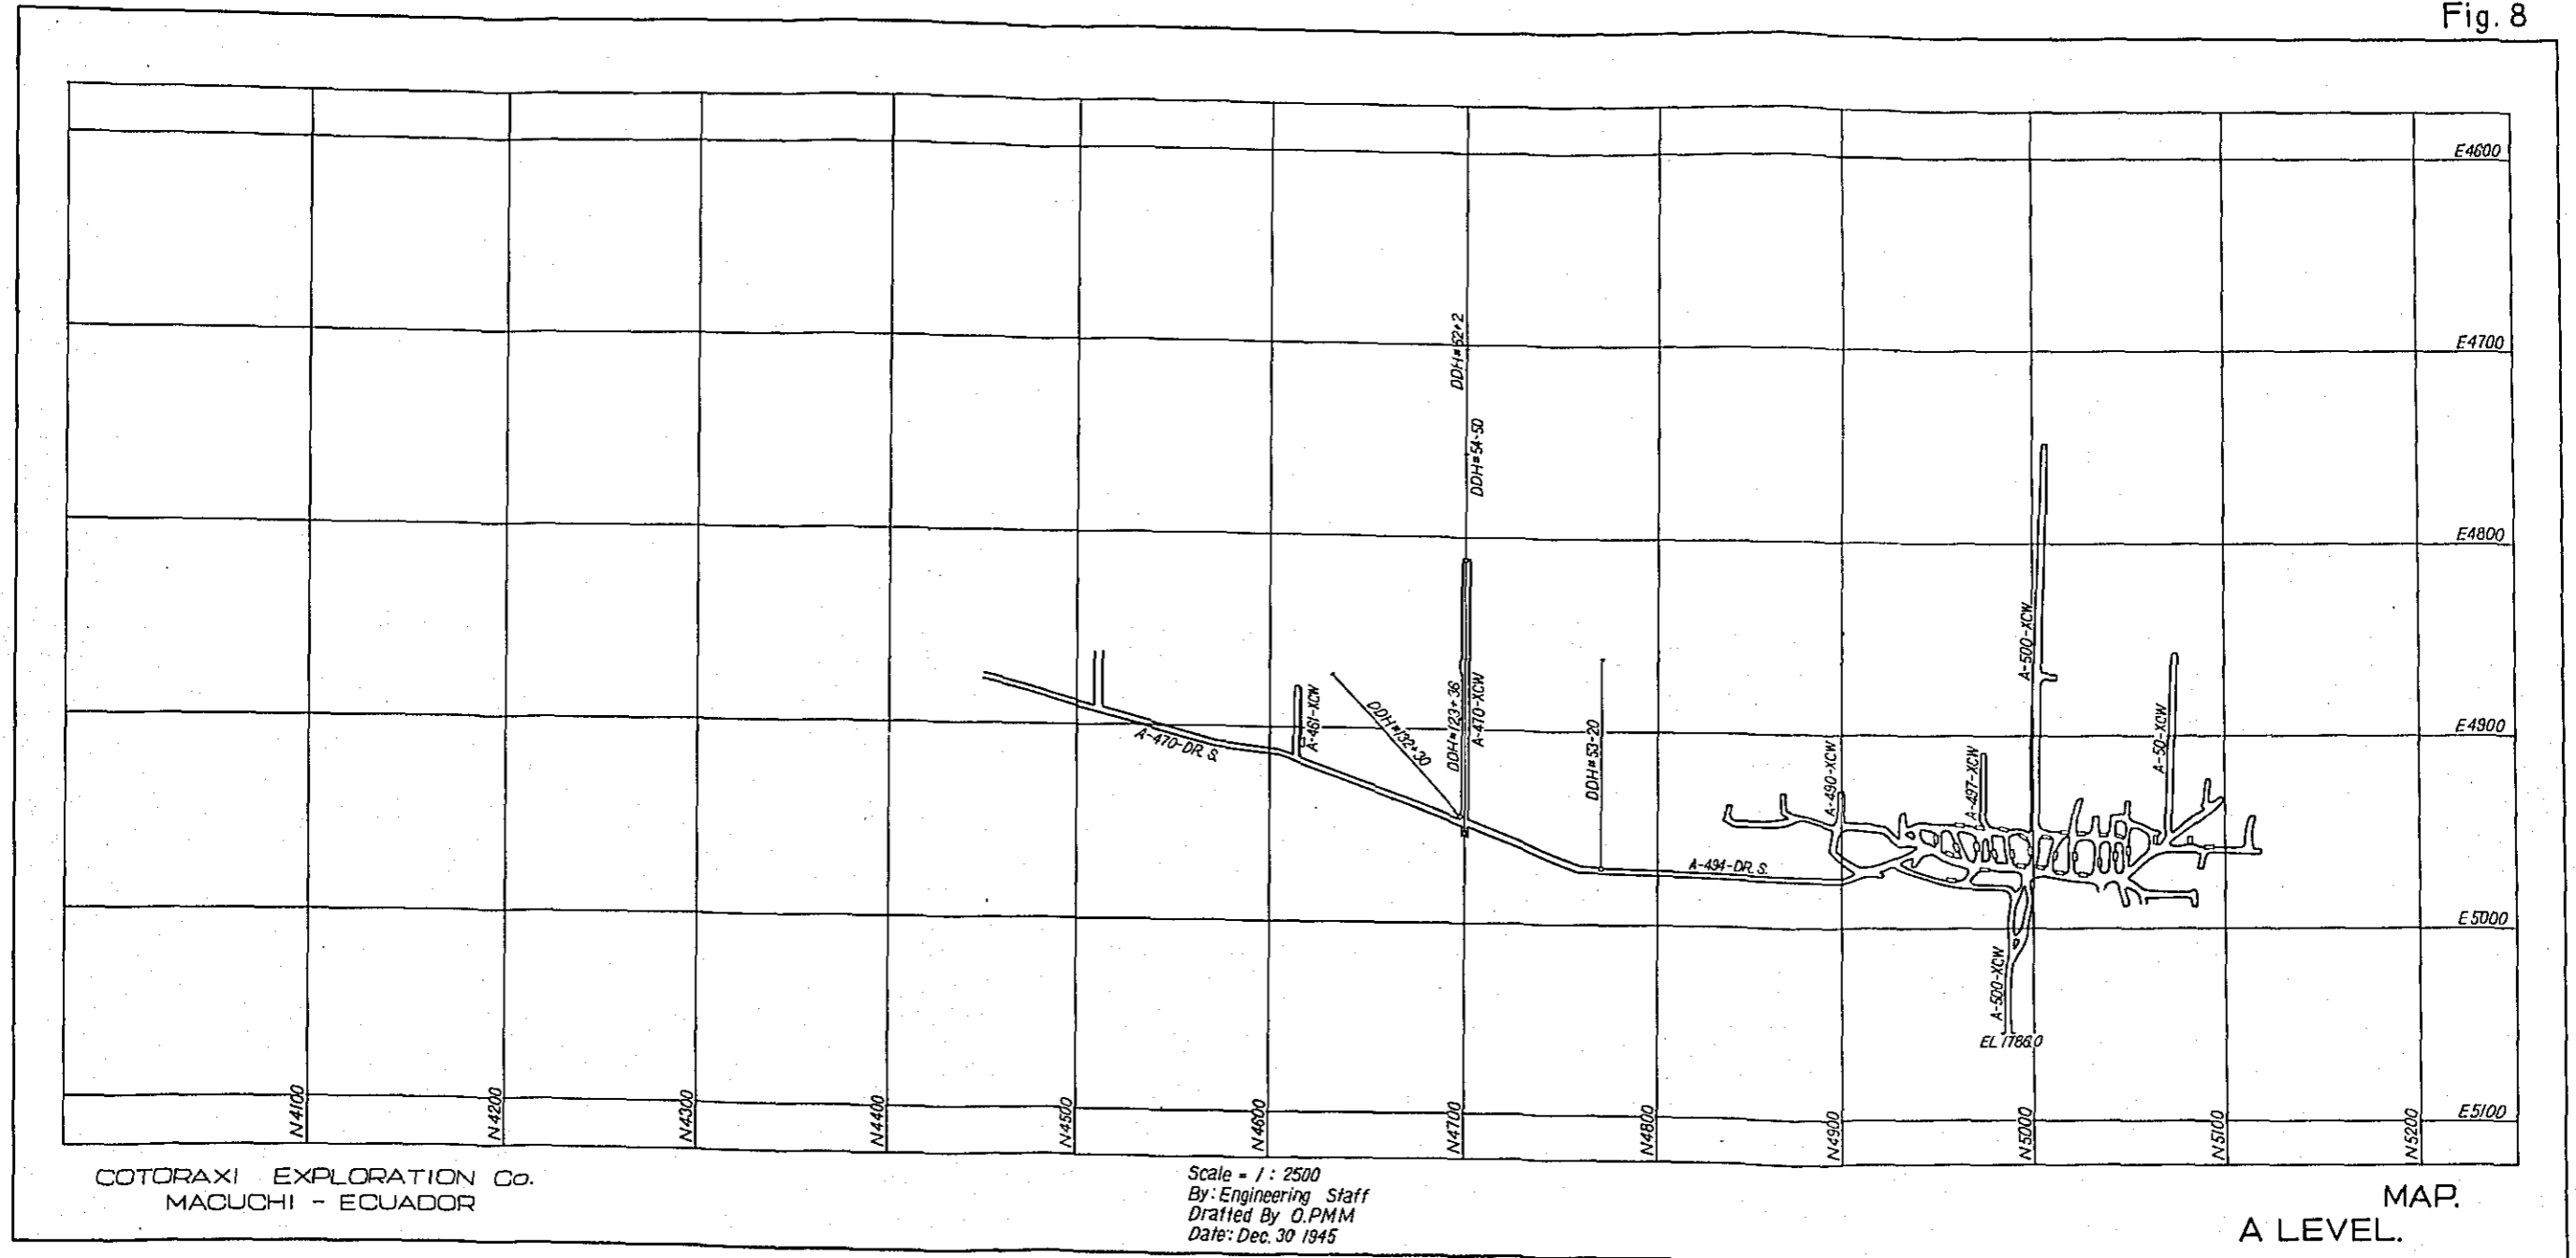 Fig. 8
E4600
E4700
E4800
E4900
E5000
E5100
DDH#54-50
A-500-XCW
A-461-XCW
DDH#132+30
DDH#123+36
A-470-XCW
DDH#53-20
A-470-DR. S.
A-490-XCW
A-497-XCW
A-50-XCW
A-494-DR. S.
A-500-XCW
EL 1786.0
N4100
N4200
N4300
N4400
N4500
N4600
N4700
N4800
N4900
N5000
N5100
N5200
COTORAXI EXPLORATION Co.
MACUCHI - ECUADOR
Scale = 1 : 2500
By: Engineering Staff
Drafted By O.PMM
Date: Dec. 30 1945
MAP.
A LEVEL.